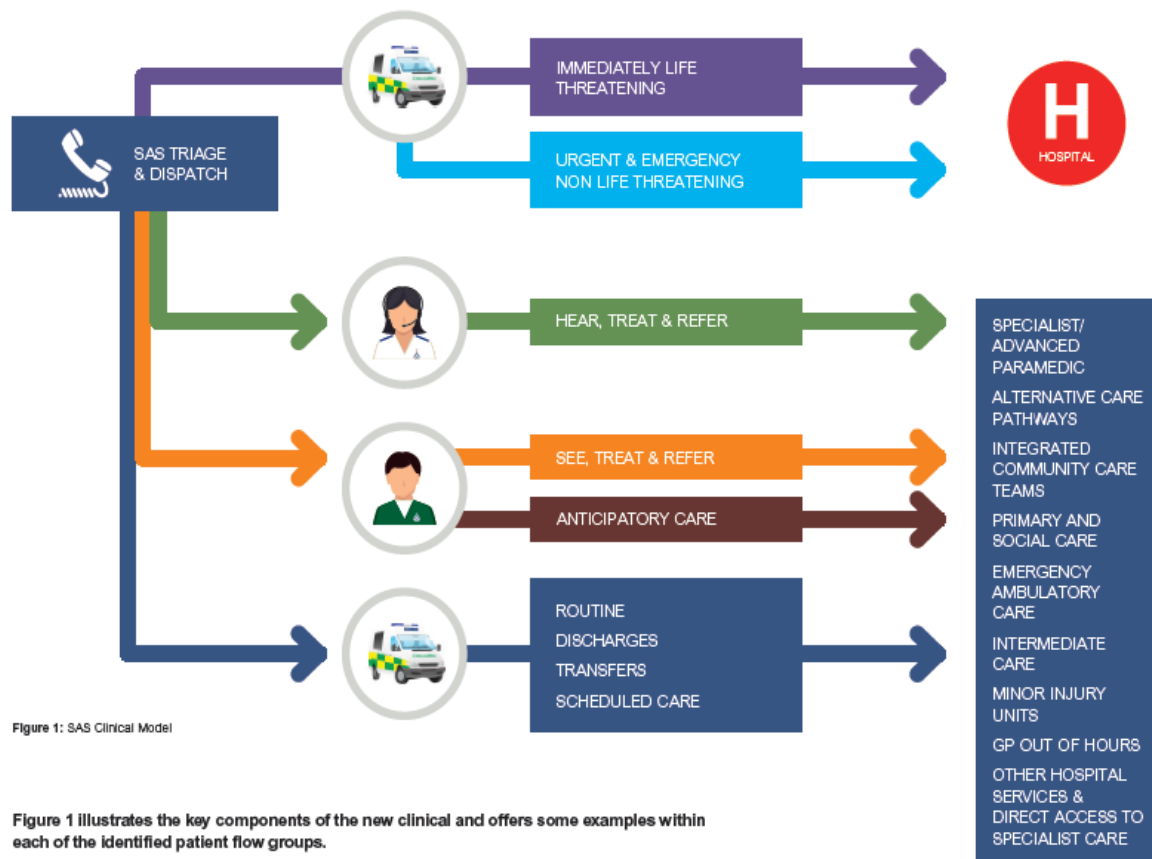 SAS TRIAGE
& DISPATCH
IMMEDIATELY LIFE
THREATENING
URGENT & EMERGENCY
NON LIFE THREATENING
H
HOSPITAL
HEAR, TREAT & REFER
SEE, TREAT & REFER
ANTICIPATORY CARE
ROUTINE
DISCHARGES
TRANSFERS
SCHEDULED CARE
SPECIALIST/
ADVANCED
PARAMEDIC
ALTERNATIVE CARE
PATHWAYS
INTEGRATED
COMMUNITY CARE
TEAMS
PRIMARY AND
SOCIAL CARE
EMERGENCY
AMBULATORY
CARE
INTERMEDIATE
CARE
MINOR INJURY
UNITS
GP OUT OF HOURS
OTHER HOSPITAL
SERVICES &
DIRECT ACCESS TO
SPECIALIST CARE
Figure 1: SAS Clinical Model
Figure 1 illustrates the key components of the new clinical and offers some examples within
each of the identified patient flow groups.